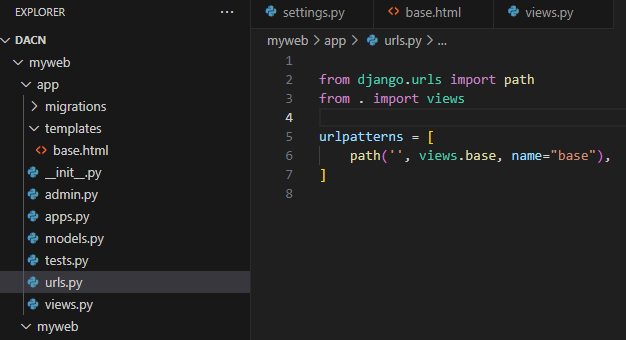 EXPLORER ...
DACN
myweb
app
migrations
templates
base.html
__init__.py
admin.py
apps.py
models.py
tests.py
urls.py
views.py
myweb
settings.py base.html views.py
myweb > app > urls.py > ...
1
2 from django.urls import path
3 from . import views
4
5 urlpatterns = [
6     path('', views.base, name="base"),
7 ]
8